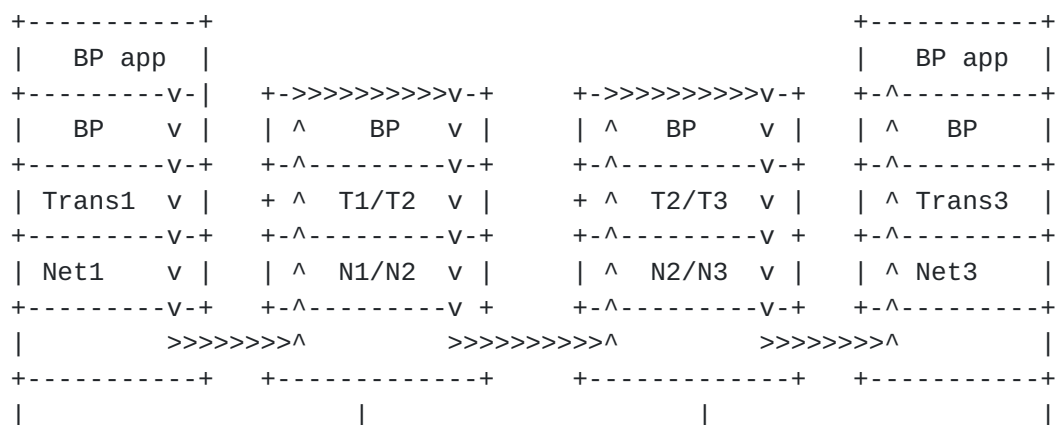 +-----------+                                         +-----------+
|   BP app  |                                         |   BP app  |
+---------v-|   +->>>>>>>>>>v-+     +->>>>>>>>>>v-+   +-^---------+
|   BP    v |   | ^    BP   v |     | ^   BP    v |   | ^   BP    |
+---------v-+   +-^---------v-+     +-^---------v-+   +-^---------+
| Trans1  v |   + ^  T1/T2  v |     + ^  T2/T3  v |   | ^ Trans3  |
+---------v-+   +-^---------v-+     +-^---------v +   +-^---------+
| Net1    v |   | ^  N1/N2  v |     | ^  N2/N3  v |   | ^ Net3    |
+---------v-+   +-^---------v +     +-^---------v-+   +-^---------+
|         >>>>>>>>^         >>>>>>>>>>^         >>>>>>>>^         |
+-----------+   +-------------+     +-------------+   +-----------+
|                     |                     |                     |